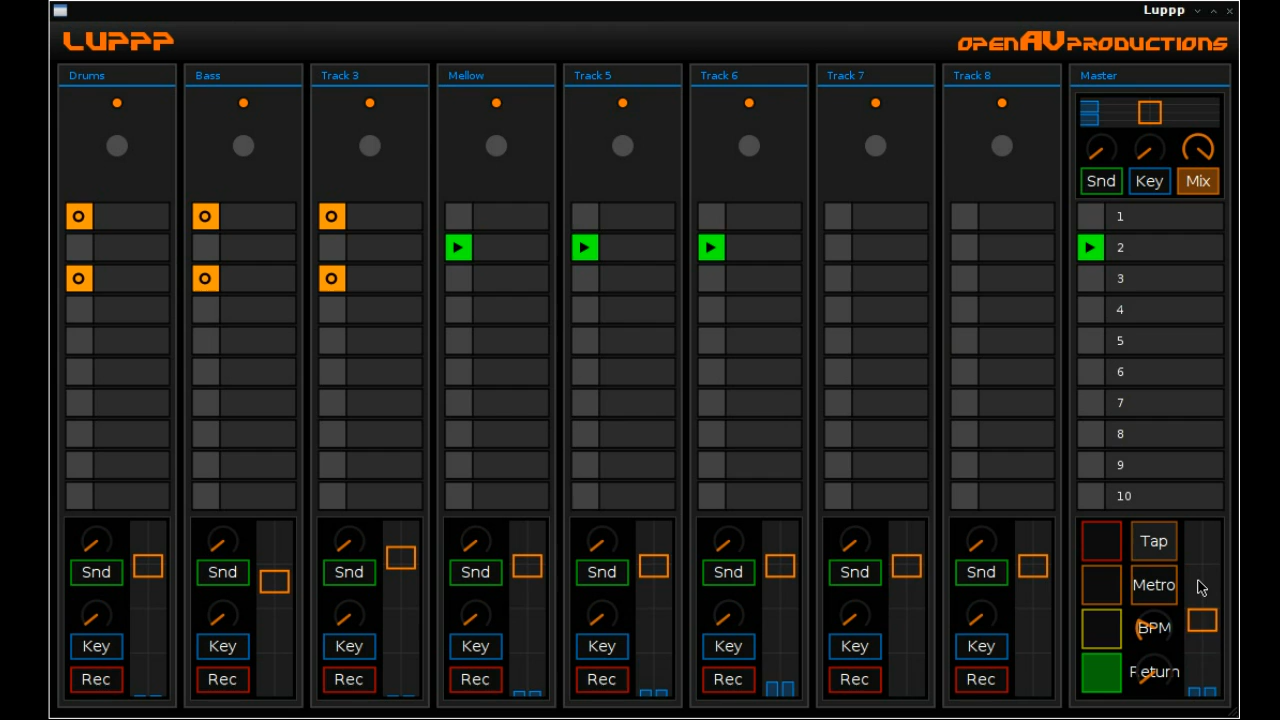 Luppp
LUPPP
openAVproductions
Drums Bass Track 3 Mellow Track 5 Track 6 Track 7 Track 8 Master
Snd Key Mix
1
2
3
4
5
6
7
8
9
10
Tap
Snd Snd Snd Snd Snd Snd Snd Snd Metro
BPM
Key Key Key Key Key Key Key Key
Rec Rec Rec Rec Rec Rec Rec Rec Return